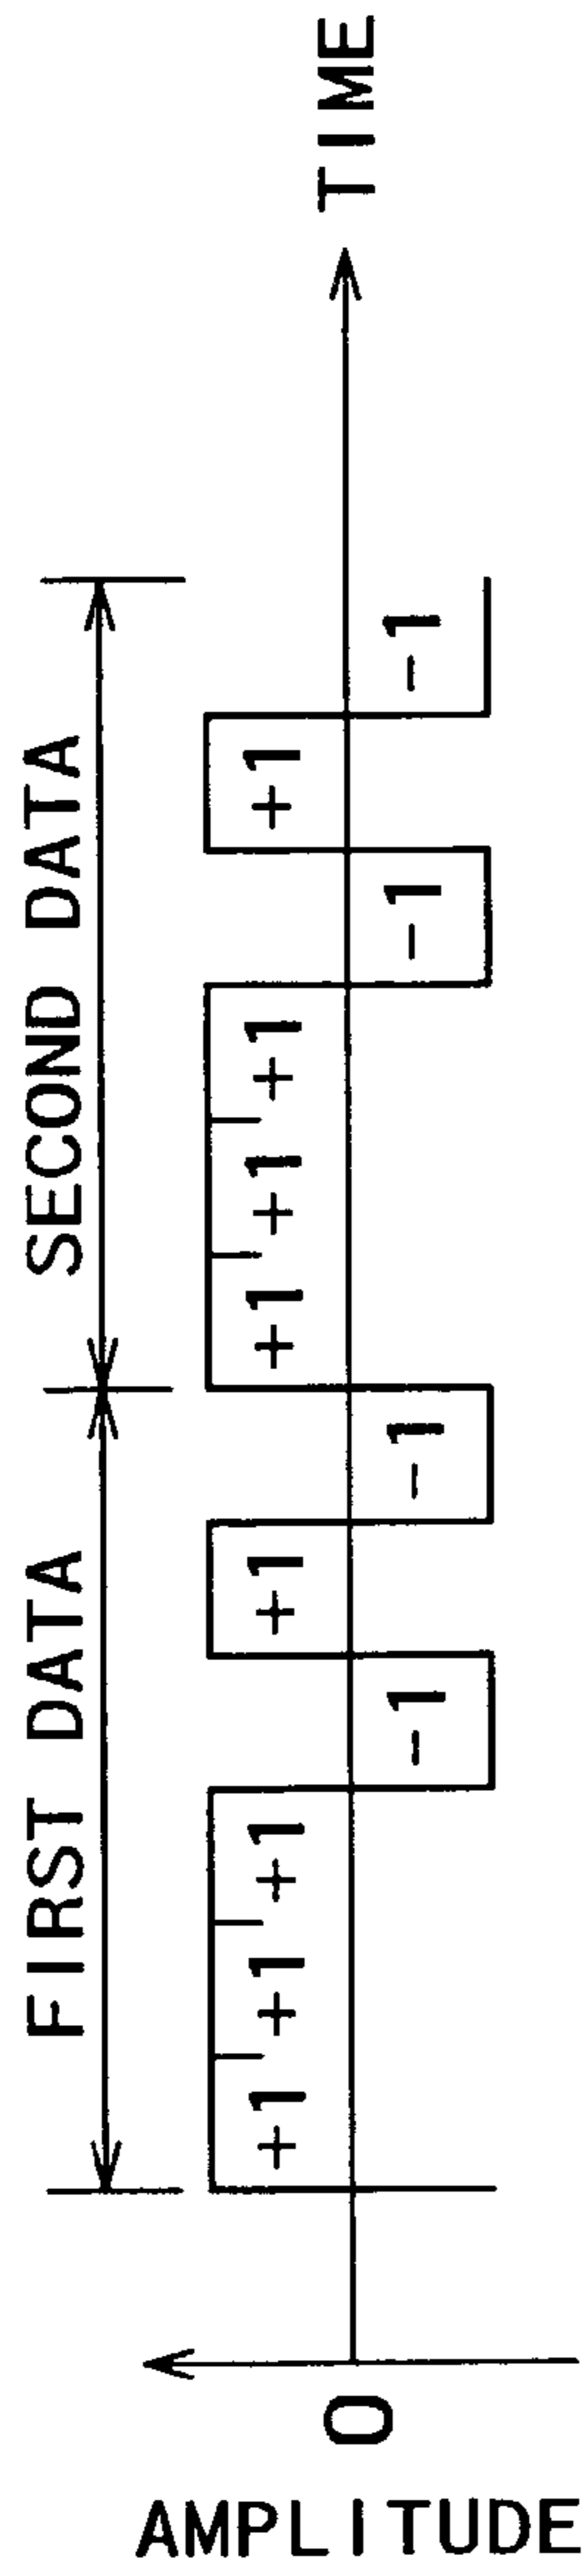 FIRST DATA
SECOND DATA
+1 +1 +1 -1 +1 -1 +1 +1 +1 -1 +1 -1
0
TIME
AMPLITUDE